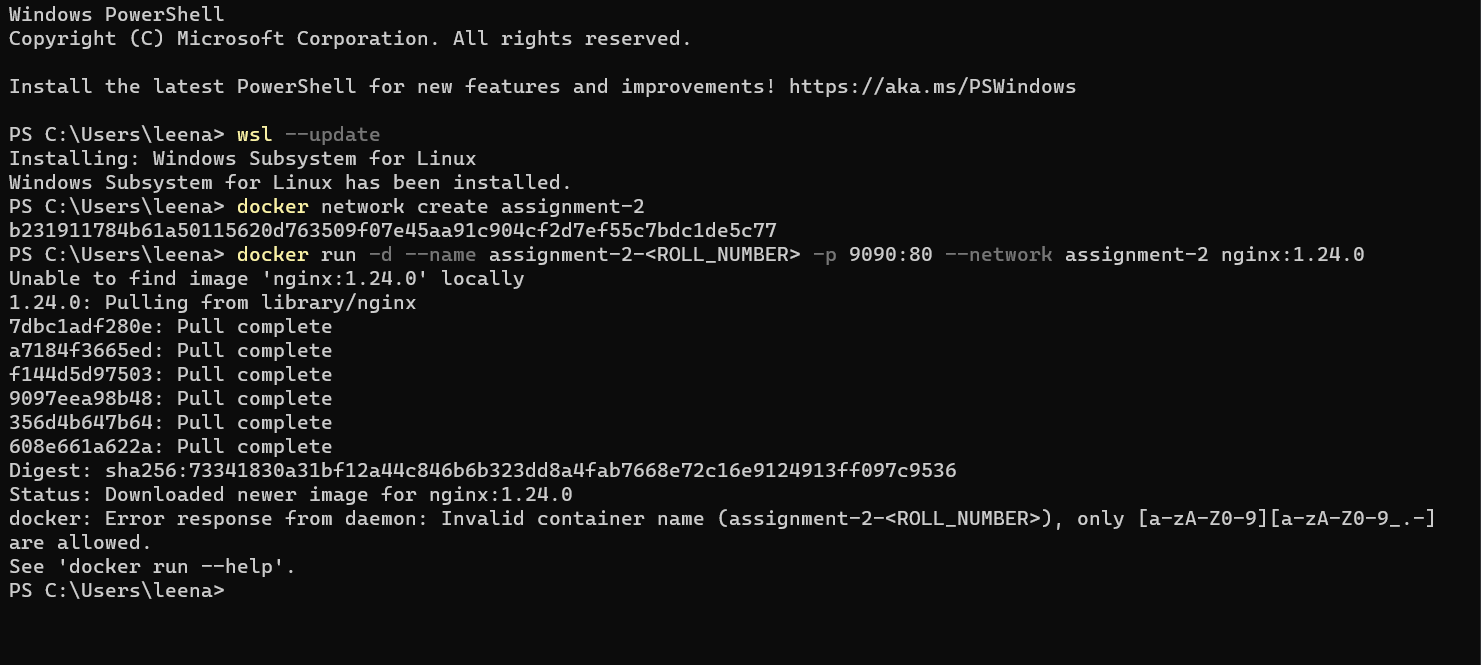 Windows PowerShell
Copyright (C) Microsoft Corporation. All rights reserved.
Install the latest PowerShell for new features and improvements! https://aka.ms/PSWindows
PS C:\Users\leena> wsl --update
Installing: Windows Subsystem for Linux
Windows Subsystem for Linux has been installed.
PS C:\Users\leena> docker network create assignment-2
b231911784b61a50115620d763509f07e45aa91c904cf2d7ef55c7bdc1de5c77
PS C:\Users\leena> docker run -d --name assignment-2-<ROLL_NUMBER> -p 9090:80 --network assignment-2 nginx:1.24.0
Unable to find image 'nginx:1.24.0' locally
1.24.0: Pulling from library/nginx
7dbc1adf280e: Pull complete
a7184f3665ed: Pull complete
f144d5d97503: Pull complete
9097eea98b48: Pull complete
356d4b647b64: Pull complete
608e661a622a: Pull complete
Digest: sha256:73341830a31bf12a44c846b6b323dd8a4fab7668e72c16e9124913ff097c9536
Status: Downloaded newer image for nginx:1.24.0
docker: Error response from daemon: Invalid container name (assignment-2-<ROLL_NUMBER>), only [a-zA-Z0-9][a-zA-Z0-9_.-]
are allowed.
See 'docker run --help'.
PS C:\Users\leena>